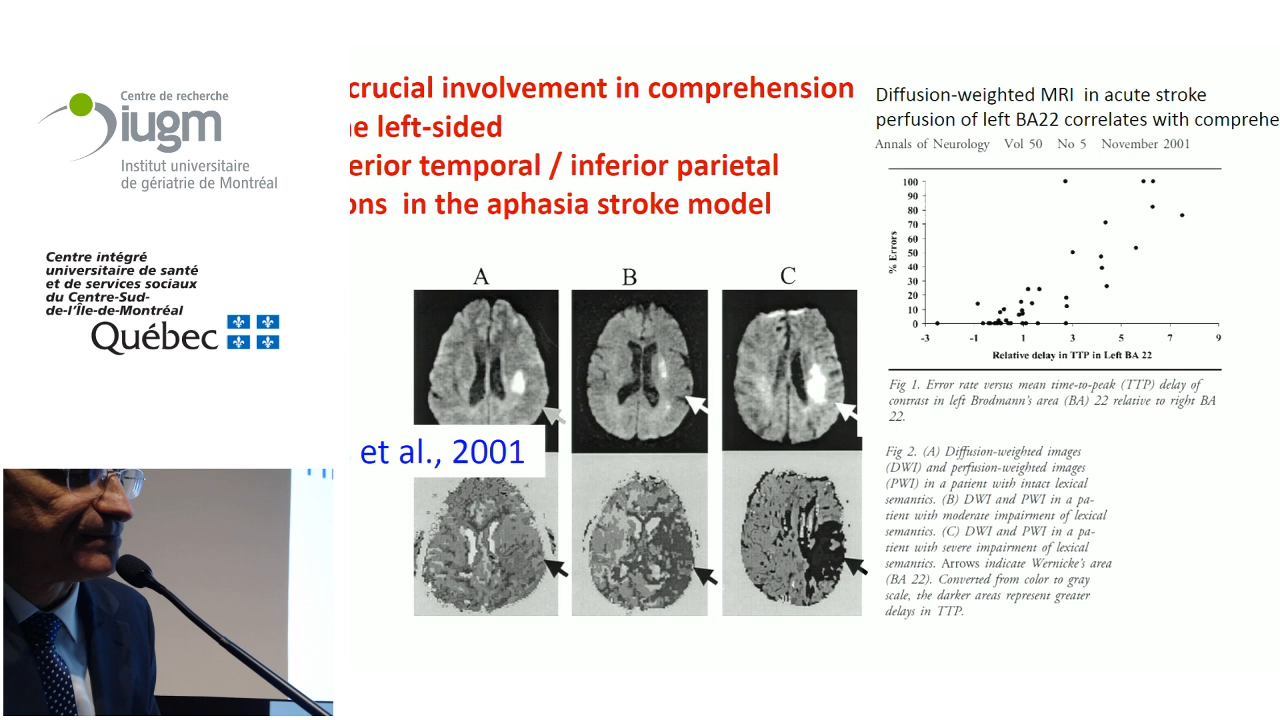 Centre de recherche
iugm
Institut universitaire
de gériatrie de Montréal
Centre intégré
universitaire de santé
et de services sociaux
du Centre-Sud-
de-l'Île-de-Montréal
Québec
crucial involvement in comprehension
e left-sided
erior temporal / inferior parietal
ons in the aphasia stroke model
A B C
et al., 2001
Diffusion-weighted MRI in acute stroke
perfusion of left BA22 correlates with comprehe
Annals of Neurology Vol 50 No 5 November 2001
100
90
80
70
60
50
40
30
20
10
0
% Errors
-3 -1 1 3 5 7 9
Relative delay in TTP in Left BA 22
Fig 1. Error rate versus mean time-to-peak (TTP) delay of
contrast in left Brodmann's area (BA) 22 relative to right BA
22.
Fig 2. (A) Diffusion-weighted images
(DWI) and perfusion-weighted images
(PWI) in a patient with intact lexical
semantics. (B) DWI and PWI in a pa-
tient with moderate impairment of lexical
semantics. (C) DWI and PWI in a pa-
tient with severe impairment of lexical
semantics. Arrows indicate Wernicke's area
(BA 22). Converted from color to gray
scale, the darker areas represent greater
delays in TTP.